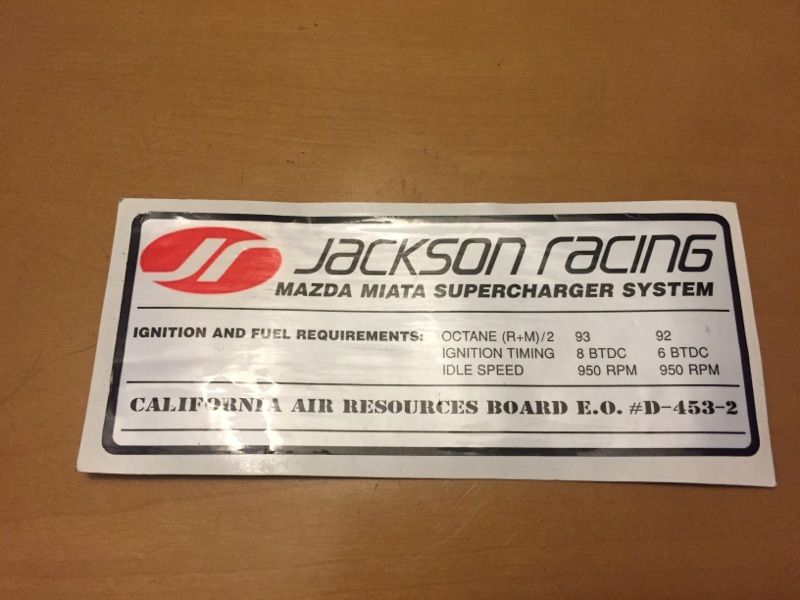 JR JACKSON RACING
MAZDA MIATA SUPERCHARGER SYSTEM
IGNITION AND FUEL REQUIREMENTS: OCTANE (R+M)/2 93 92
IGNITION TIMING 8 BTDC 6 BTDC
IDLE SPEED 950 RPM 950 RPM
CALIFORNIA AIR RESOURCES BOARD E.O. #D-453-2